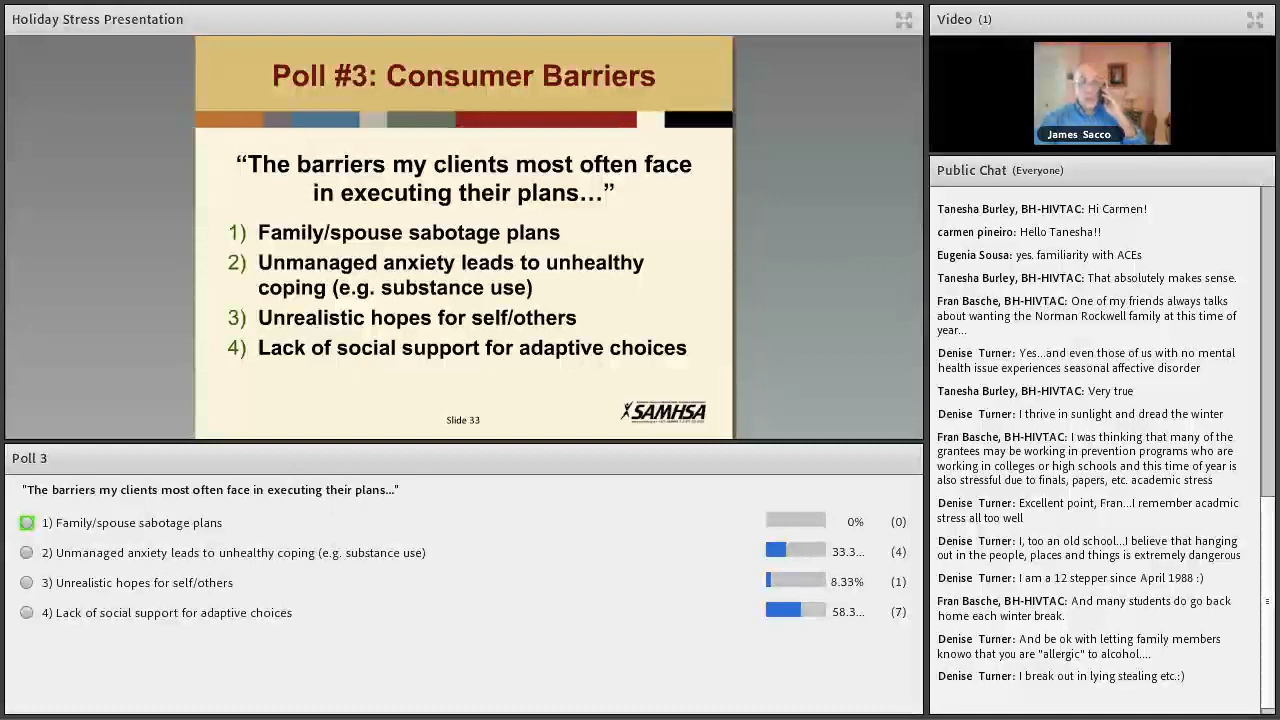 Holiday Stress Presentation
Poll #3: Consumer Barriers
“The barriers my clients most often face
in executing their plans…”
1) Family/spouse sabotage plans
2) Unmanaged anxiety leads to unhealthy
coping (e.g. substance use)
3) Unrealistic hopes for self/others
4) Lack of social support for adaptive choices
Slide 33
SAMHSA
Poll 3
"The barriers my clients most often face in executing their plans..."
1) Family/spouse sabotage plans 0% (0)
2) Unmanaged anxiety leads to unhealthy coping (e.g. substance use) 33.3... (4)
3) Unrealistic hopes for self/others 8.33% (1)
4) Lack of social support for adaptive choices 58.3... (7)
Video (1)
James Sacco
Public Chat (Everyone)
Tanesha Burley, BH-HIVTAC: Hi Carmen!
carmen pineiro: Hello Tanesha!!
Eugenia Sousa: yes. familiarity with ACEs
Tanesha Burley, BH-HIVTAC: That absolutely makes sense.
Fran Basche, BH-HIVTAC: One of my friends always talks
about wanting the Norman Rockwell family at this time of
year...
Denise Turner: Yes...and even those of us with no mental
health issue experiences seasonal affective disorder
Tanesha Burley, BH-HIVTAC: Very true
Denise Turner: I thrive in sunlight and dread the winter
Fran Basche, BH-HIVTAC: I was thinking that many of the
grantees may be working in prevention programs who are
working in colleges or high schools and this time of year is
also stressful due to finals, papers, etc. academic stress
Denise Turner: Excellent point, Fran...I remember acadmic
stress all too well
Denise Turner: I, too an old school...I believe that hanging
out in the people, places and things is extremely dangerous
Denise Turner: I am a 12 stepper since April 1988 :)
Fran Basche, BH-HIVTAC: And many students do go back
home each winter break.
Denise Turner: And be ok with letting family members
knowo that you are "allergic" to alcohol....
Denise Turner: I break out in lying stealing etc.:)